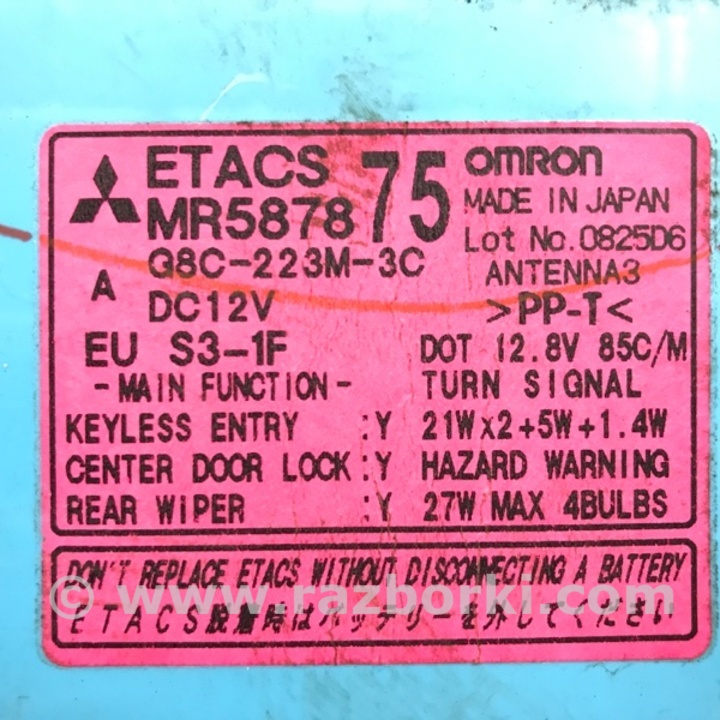 ETACS 75 omron
MR5878 MADE IN JAPAN
Lot No.0825D6
G8C-223M-3C ANTENNA3
A DC12V >PP-T<
EU S3-1F DOT 12.8V 85C/M
-MAIN FUNCTION- TURN SIGNAL
KEYLESS ENTRY :Y 21W×2+5W+1.4W
CENTER DOOR LOCK:Y HAZARD WARNING
REAR WIPER :Y 27W MAX 4BULBS
DON'T REPLACE ETACS WITHOUT DISCONNECTING A BATTERY
© www.razborki.com
ETACS脱着時はバッテリーを外してください